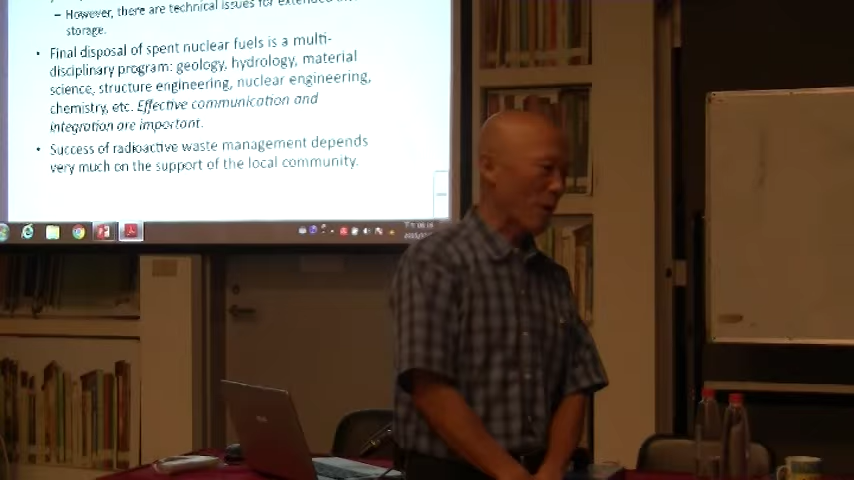 – However, there are technical issues for extended
storage.
• Final disposal of spent nuclear fuels is a multi-
disciplinary program: geology, hydrology, material
science, structure engineering, nuclear engineering,
chemistry, etc. Effective communication and
integration are important.
• Success of radioactive waste management depends
very much on the support of the local community.